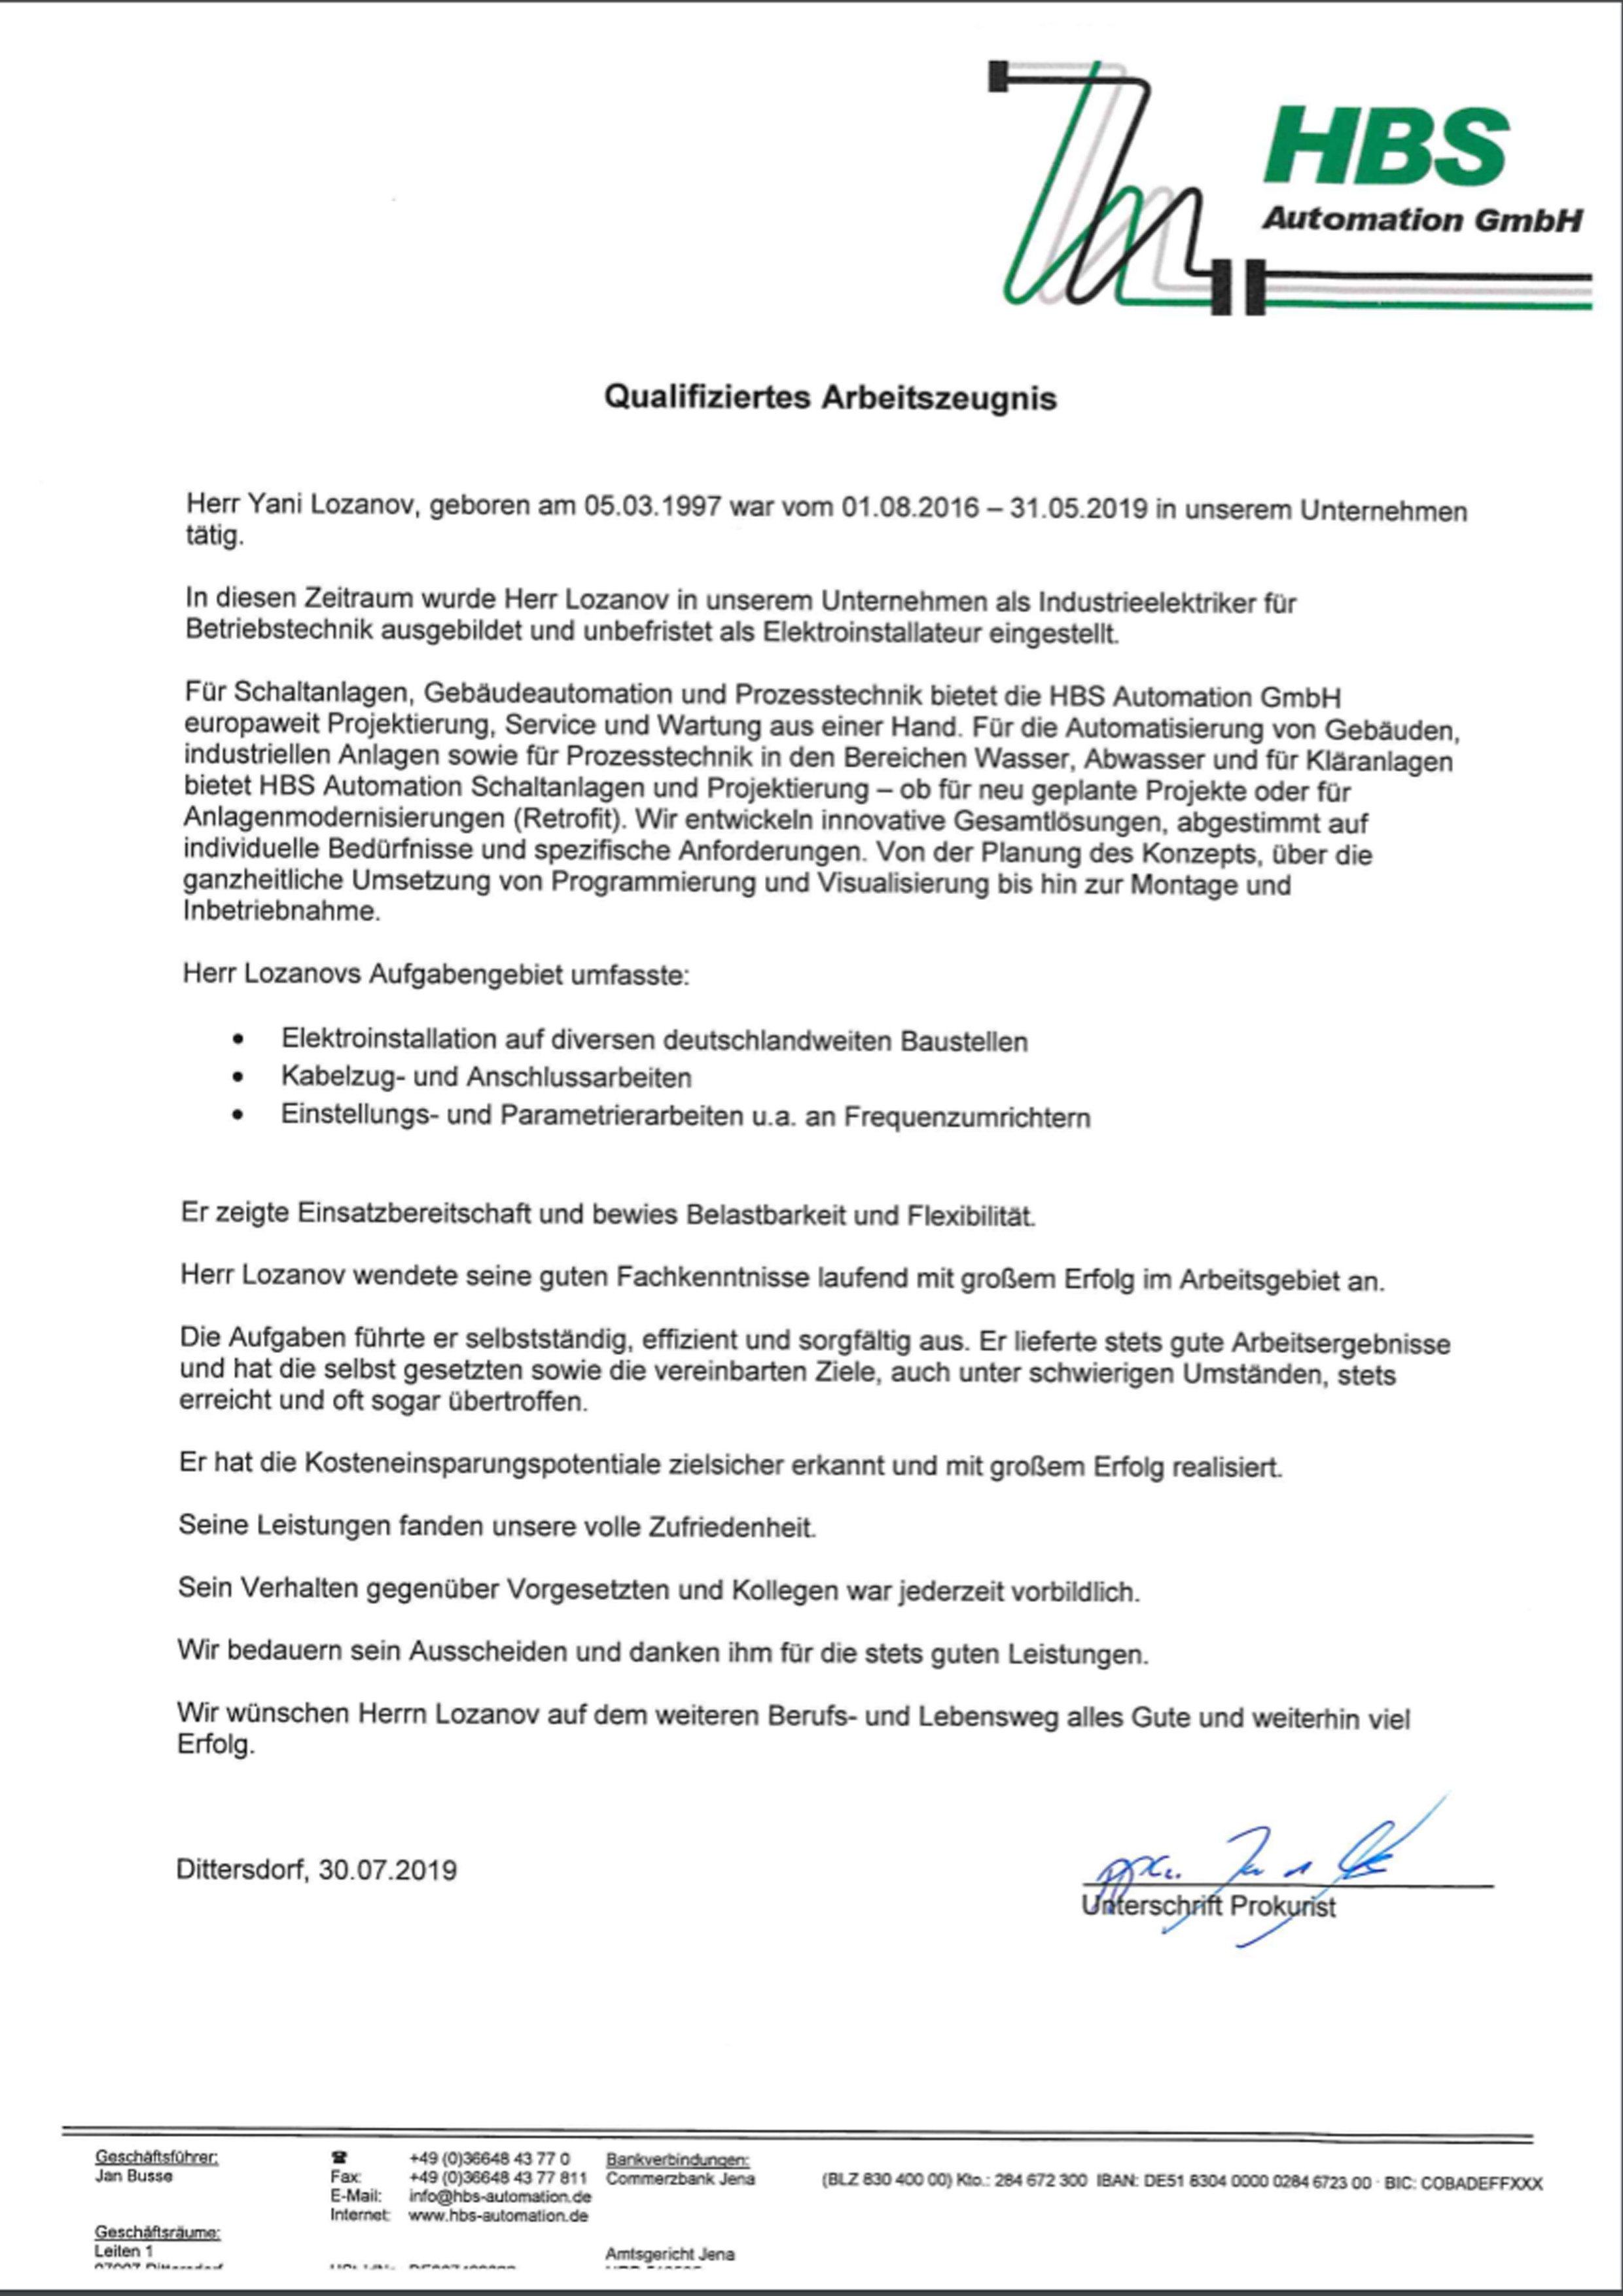 HBS
Automation GmbH
Qualifiziertes Arbeitszeugnis
Herr Yani Lozanov, geboren am 05.03.1997 war vom 01.08.2016 – 31.05.2019 in unserem Unternehmen
tätig.
In diesen Zeitraum wurde Herr Lozanov in unserem Unternehmen als Industrieelektriker für
Betriebstechnik ausgebildet und unbefristet als Elektroinstallateur eingestellt.
Für Schaltanlagen, Gebäudeautomation und Prozesstechnik bietet die HBS Automation GmbH
europaweit Projektierung, Service und Wartung aus einer Hand. Für die Automatisierung von Gebäuden,
industriellen Anlagen sowie für Prozesstechnik in den Bereichen Wasser, Abwasser und für Kläranlagen
bietet HBS Automation Schaltanlagen und Projektierung – ob für neu geplante Projekte oder für
Anlagenmodernisierungen (Retrofit). Wir entwickeln innovative Gesamtlösungen, abgestimmt auf
individuelle Bedürfnisse und spezifische Anforderungen. Von der Planung des Konzepts, über die
ganzheitliche Umsetzung von Programmierung und Visualisierung bis hin zur Montage und
Inbetriebnahme.
Herr Lozanovs Aufgabengebiet umfasste:
• Elektroinstallation auf diversen deutschlandweiten Baustellen
• Kabelzug- und Anschlussarbeiten
• Einstellungs- und Parametrierarbeiten u.a. an Frequenzumrichtern
Er zeigte Einsatzbereitschaft und bewies Belastbarkeit und Flexibilität.
Herr Lozanov wendete seine guten Fachkenntnisse laufend mit großem Erfolg im Arbeitsgebiet an.
Die Aufgaben führte er selbstständig, effizient und sorgfältig aus. Er lieferte stets gute Arbeitsergebnisse
und hat die selbst gesetzten sowie die vereinbarten Ziele, auch unter schwierigen Umständen, stets
erreicht und oft sogar übertroffen.
Er hat die Kosteneinsparungspotentiale zielsicher erkannt und mit großem Erfolg realisiert.
Seine Leistungen fanden unsere volle Zufriedenheit.
Sein Verhalten gegenüber Vorgesetzten und Kollegen war jederzeit vorbildlich.
Wir bedauern sein Ausscheiden und danken ihm für die stets guten Leistungen.
Wir wünschen Herrn Lozanov auf dem weiteren Berufs- und Lebensweg alles Gute und weiterhin viel
Erfolg.
Dittersdorf, 30.07.2019
Unterschrift Prokurist
Geschäftsführer:
Jan Busse
Geschäftsräume:
Leiten 1
☎ +49 (0)36648 43 77 0
Fax: +49 (0)36648 43 77 811
E-Mail: info@hbs-automation.de
Internet: www.hbs-automation.de
Bankverbindungen:
Commerzbank Jena (BLZ 830 400 00) Kto.: 284 672 300 IBAN: DE51 8304 0000 0284 6723 00 · BIC: COBADEFFXXX
Amtsgericht Jena